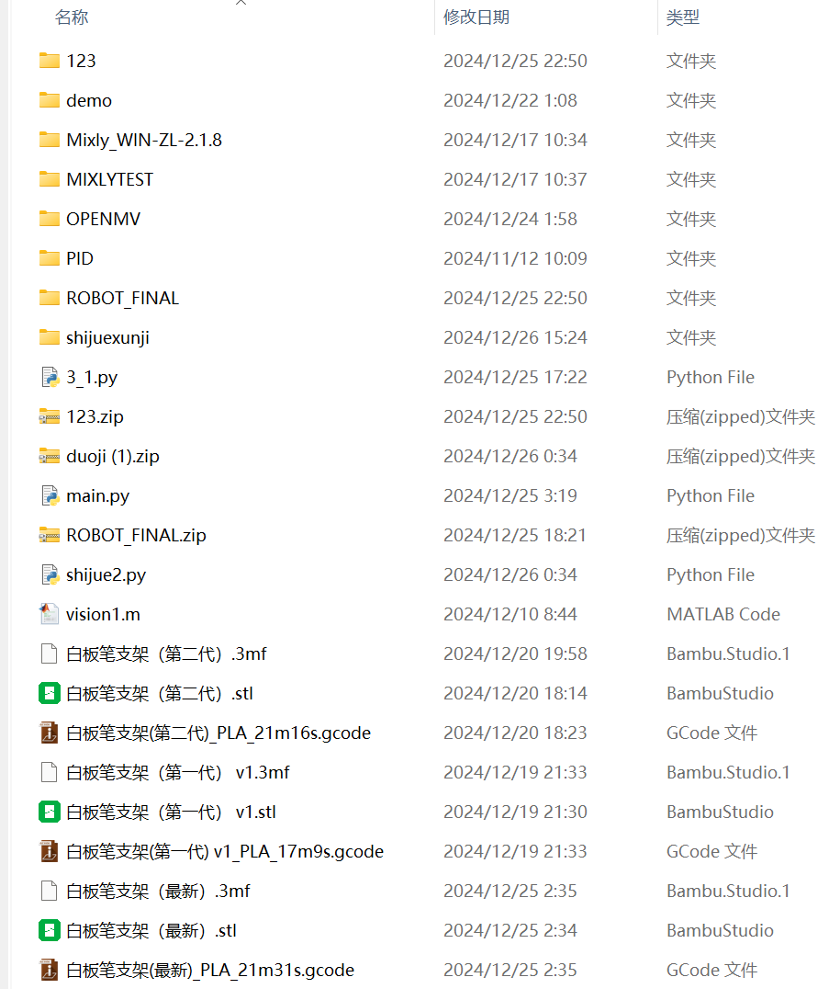 名称 修改日期 类型
123 2024/12/25 22:50 文件夹
demo 2024/12/22 1:08 文件夹
Mixly_WIN-ZL-2.1.8 2024/12/17 10:34 文件夹
MIXLYTEST 2024/12/17 10:37 文件夹
OPENMV 2024/12/24 1:58 文件夹
PID 2024/11/12 10:09 文件夹
ROBOT_FINAL 2024/12/25 22:50 文件夹
shijuexunji 2024/12/26 15:24 文件夹
3_1.py 2024/12/25 17:22 Python File
123.zip 2024/12/25 22:50 压缩(zipped)文件夹
duoji (1).zip 2024/12/26 0:34 压缩(zipped)文件夹
main.py 2024/12/25 3:19 Python File
ROBOT_FINAL.zip 2024/12/25 18:21 压缩(zipped)文件夹
shijue2.py 2024/12/26 0:34 Python File
vision1.m 2024/12/10 8:44 MATLAB Code
白板笔支架（第二代）.3mf 2024/12/20 19:58 Bambu.Studio.1
白板笔支架（第二代）.stl 2024/12/20 18:14 BambuStudio
白板笔支架(第二代)_PLA_21m16s.gcode 2024/12/20 18:23 GCode 文件
白板笔支架（第一代） v1.3mf 2024/12/19 21:33 Bambu.Studio.1
白板笔支架（第一代） v1.stl 2024/12/19 21:30 BambuStudio
白板笔支架(第一代) v1_PLA_17m9s.gcode 2024/12/19 21:33 GCode 文件
白板笔支架（最新）.3mf 2024/12/25 2:35 Bambu.Studio.1
白板笔支架（最新）.stl 2024/12/25 2:34 BambuStudio
白板笔支架(最新)_PLA_21m31s.gcode 2024/12/25 2:35 GCode 文件